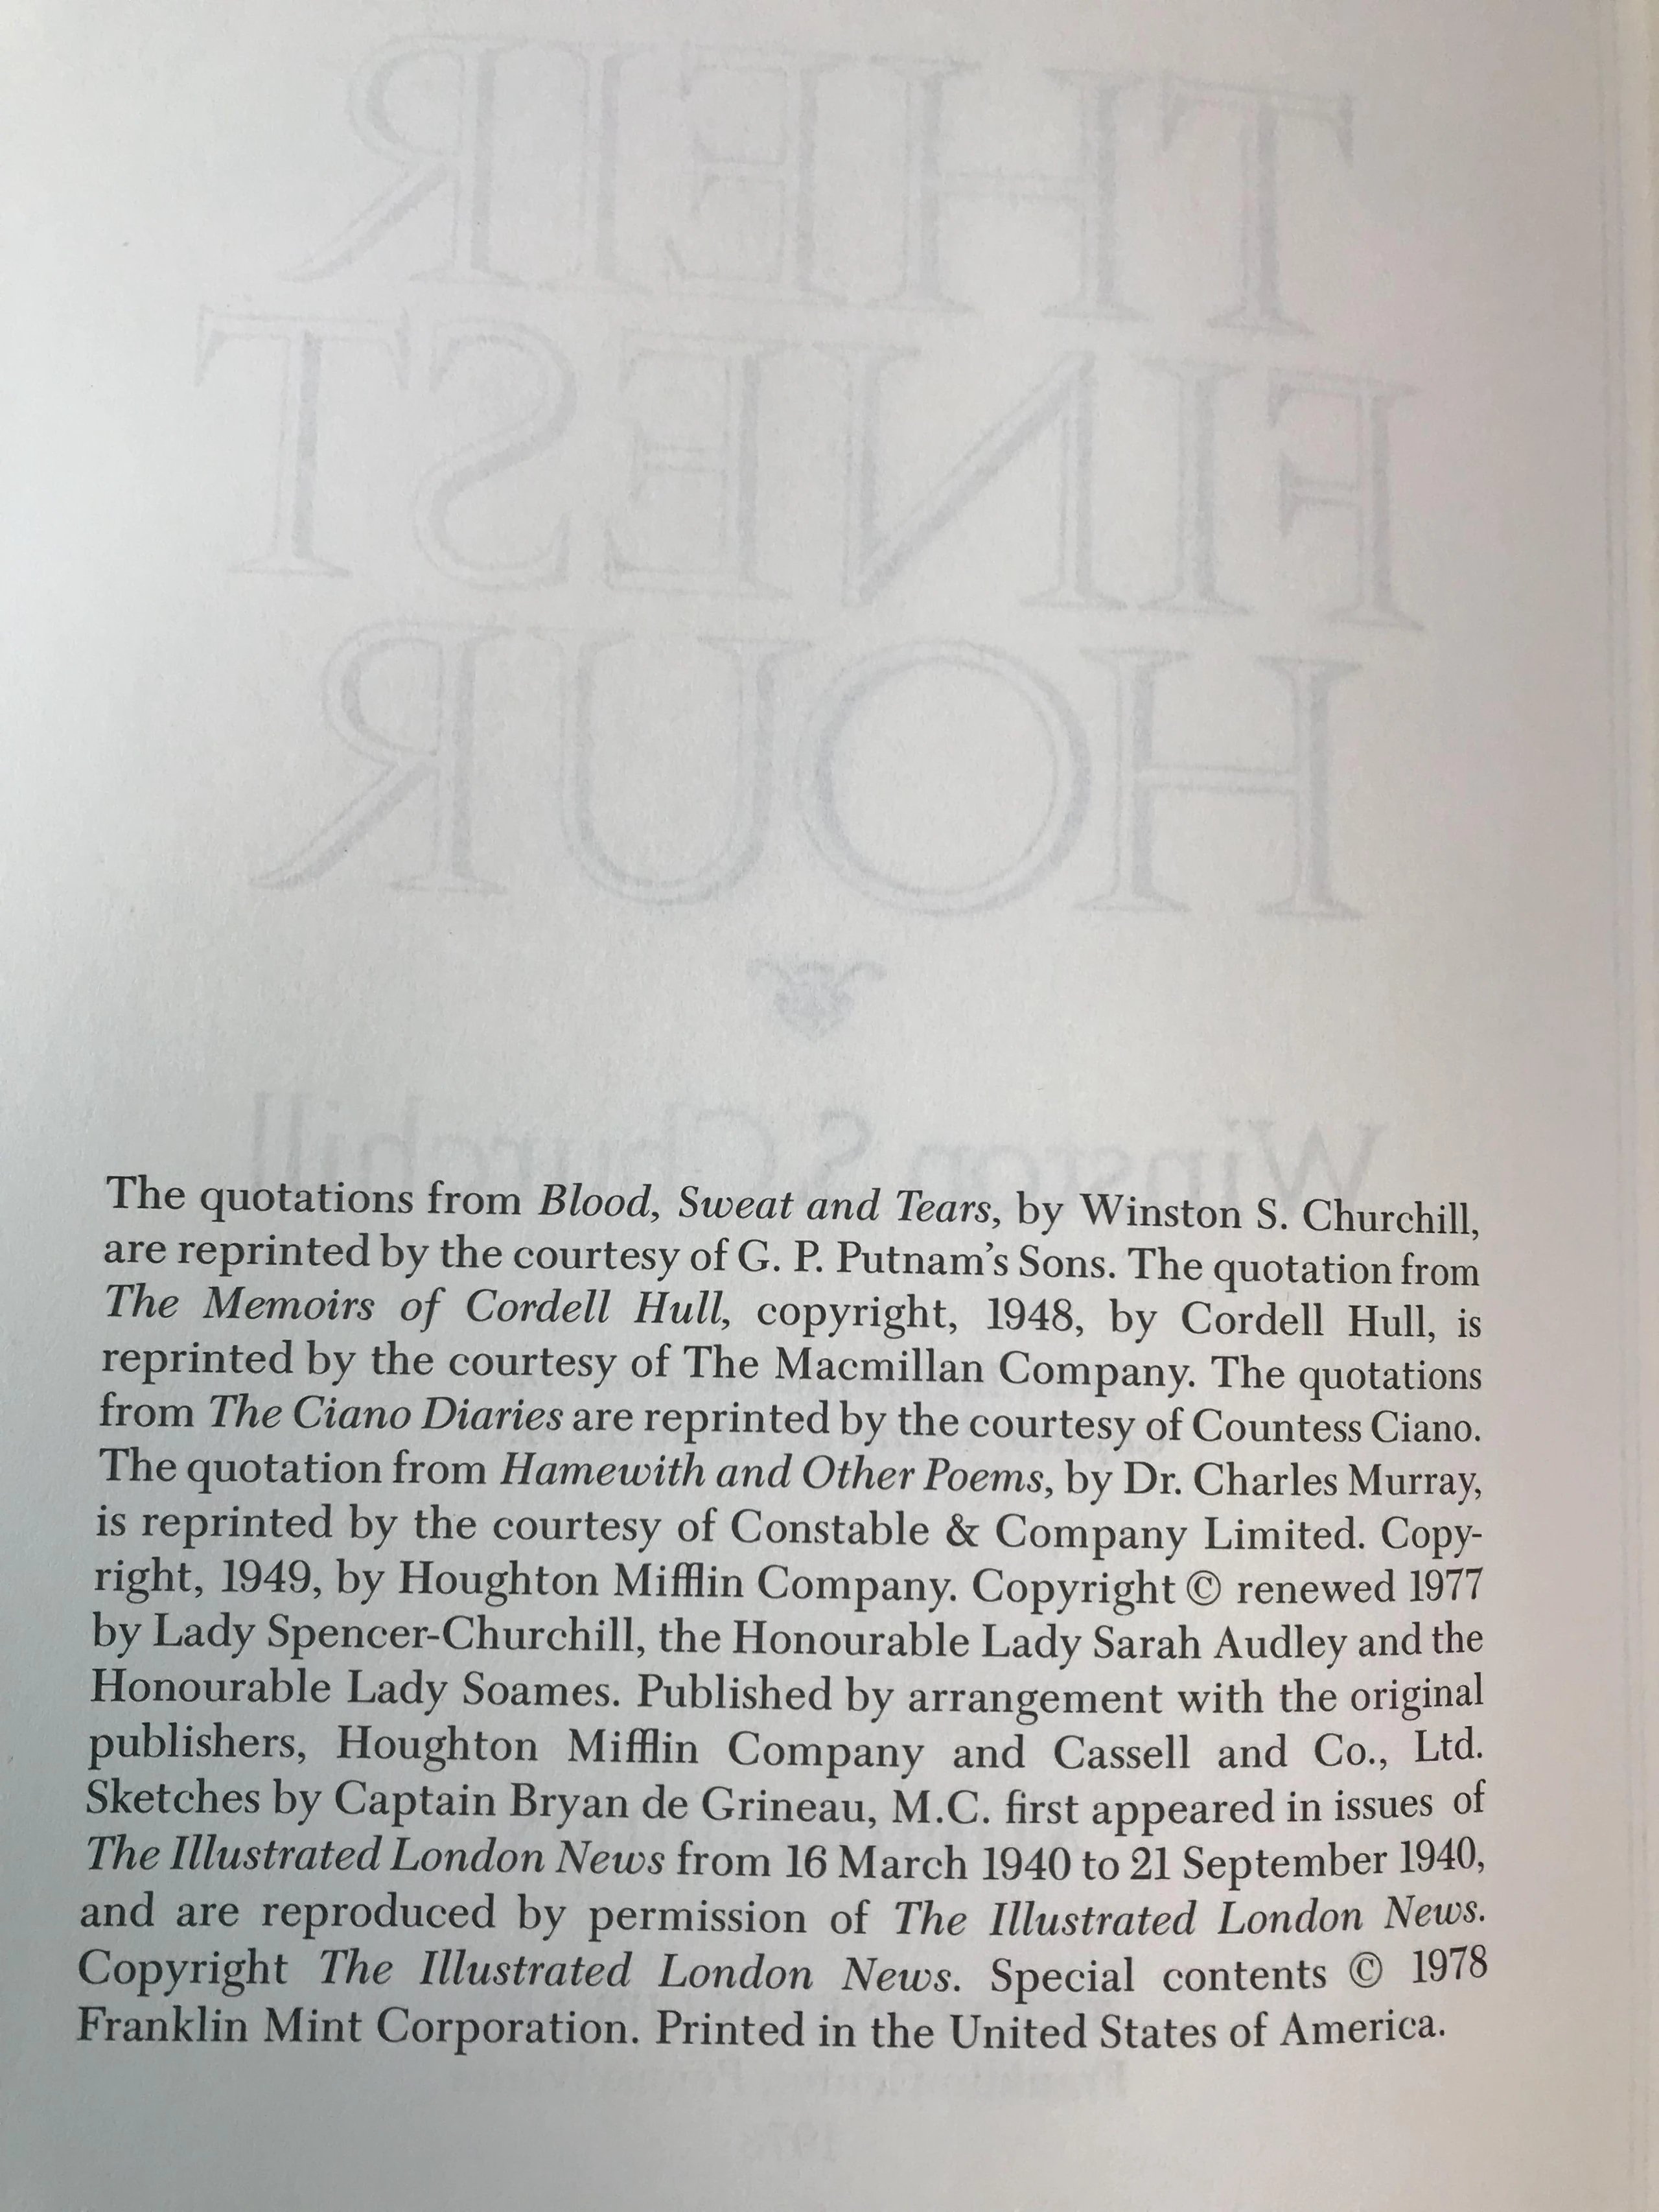 THEIR
FINEST
HOUR
Winston S Churchill
The quotations from Blood, Sweat and Tears, by Winston S. Churchill,
are reprinted by the courtesy of G. P. Putnam’s Sons. The quotation from
The Memoirs of Cordell Hull, copyright, 1948, by Cordell Hull, is
reprinted by the courtesy of The Macmillan Company. The quotations
from The Ciano Diaries are reprinted by the courtesy of Countess Ciano.
The quotation from Hamewith and Other Poems, by Dr. Charles Murray,
is reprinted by the courtesy of Constable & Company Limited. Copy-
right, 1949, by Houghton Mifflin Company. Copyright © renewed 1977
by Lady Spencer-Churchill, the Honourable Lady Sarah Audley and the
Honourable Lady Soames. Published by arrangement with the original
publishers, Houghton Mifflin Company and Cassell and Co., Ltd.
Sketches by Captain Bryan de Grineau, M.C. first appeared in issues of
The Illustrated London News from 16 March 1940 to 21 September 1940,
and are reproduced by permission of The Illustrated London News.
Copyright The Illustrated London News. Special contents © 1978
Franklin Mint Corporation. Printed in the United States of America.